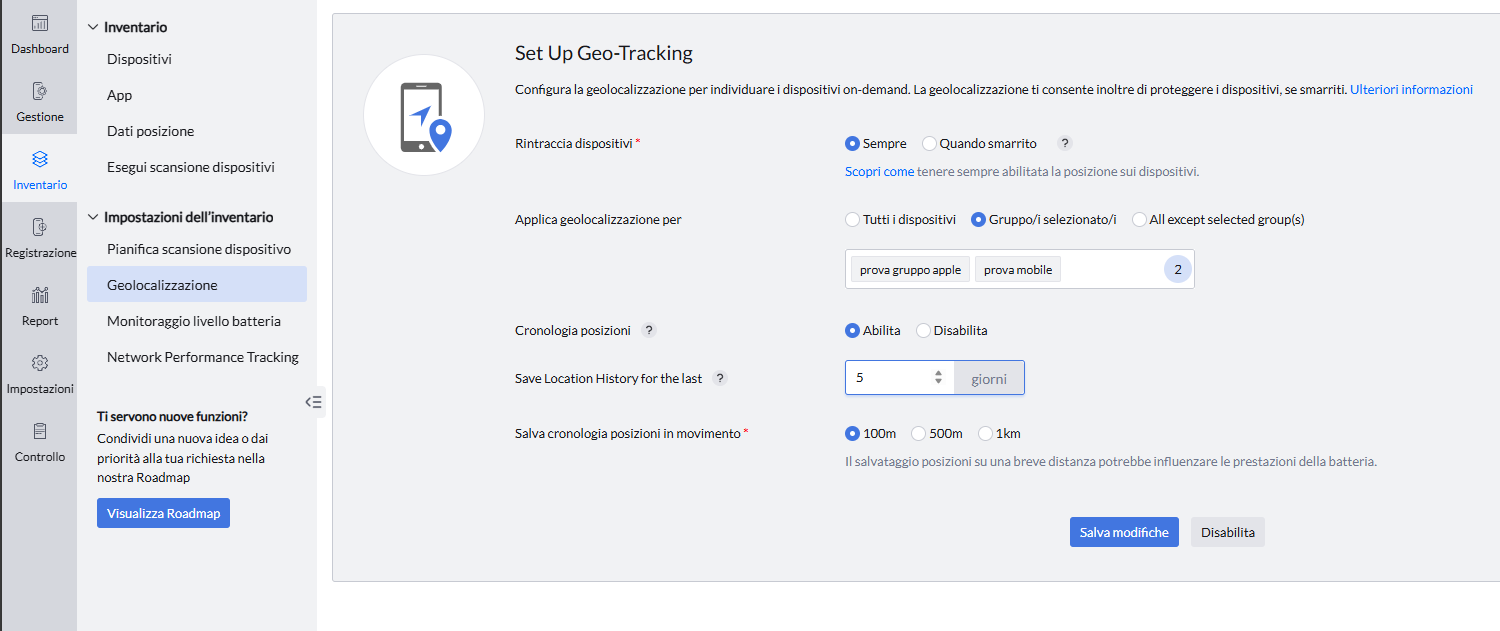 Dashboard
Gestione
Inventario
Registrazione
Report
Impostazioni
Controllo
Inventario
Dispositivi
App
Dati posizione
Esegui scansione dispositivi
Impostazioni dell'inventario
Pianifica scansione dispositivo
Geolocalizzazione
Monitoraggio livello batteria
Network Performance Tracking
Ti servono nuove funzioni?
Condividi una nuova idea o dai
priorità alla tua richiesta nella
nostra Roadmap
Visualizza Roadmap
Set Up Geo-Tracking
Configura la geolocalizzazione per individuare i dispositivi on-demand. La geolocalizzazione ti consente inoltre di proteggere i dispositivi, se smarriti. Ulteriori informazioni
Rintraccia dispositivi * Sempre Quando smarrito ?
Scopri come tenere sempre abilitata la posizione sui dispositivi.
Applica geolocalizzazione per Tutti i dispositivi Gruppo/i selezionato/i All except selected group(s)
prova gruppo apple prova mobile 2
Cronologia posizioni ? Abilita Disabilita
Save Location History for the last ? 5 giorni
Salva cronologia posizioni in movimento * 100m 500m 1km
Il salvataggio posizioni su una breve distanza potrebbe influenzare le prestazioni della batteria.
Salva modifiche Disabilita